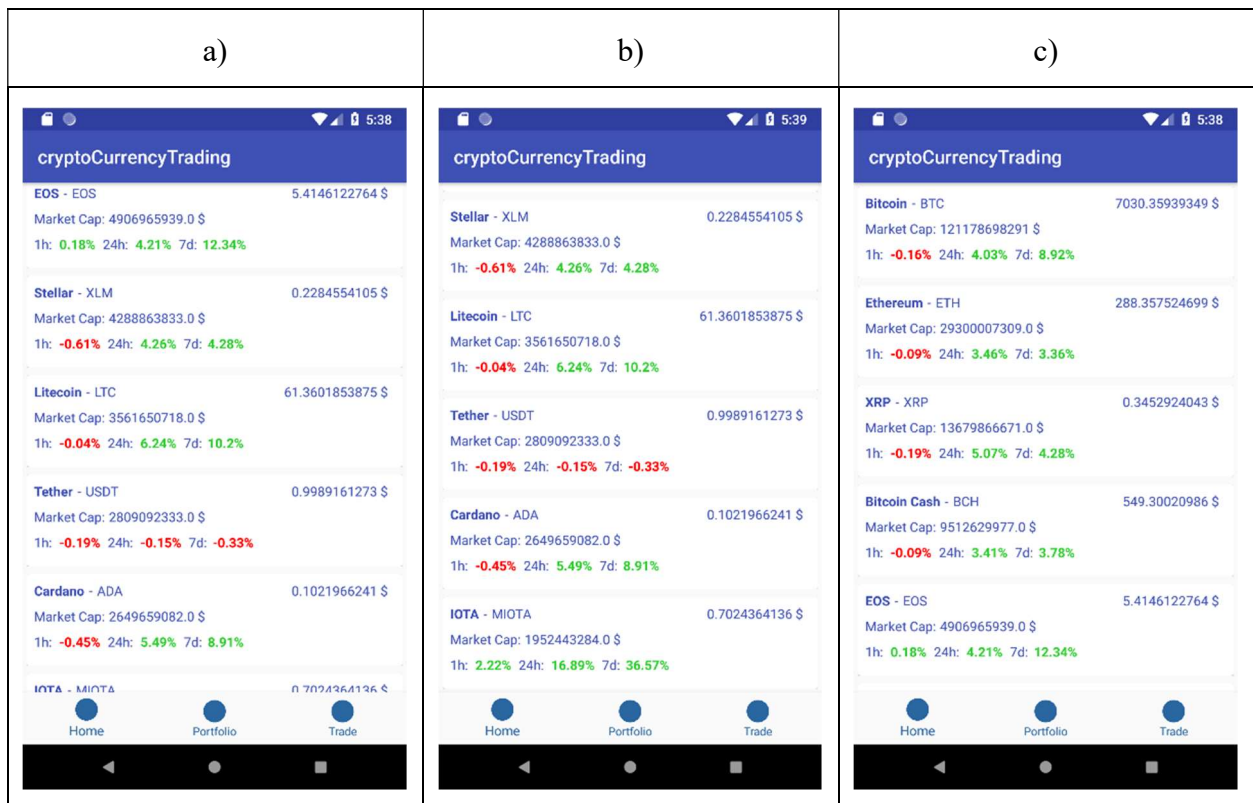 a)
b)
c)
5:38
cryptoCurrencyTrading
EOS - EOS 5.4146122764 $
Market Cap: 4906965939.0 $
1h: 0.18% 24h: 4.21% 7d: 12.34%
Stellar - XLM 0.2284554105 $
Market Cap: 4288863833.0 $
1h: -0.61% 24h: 4.26% 7d: 4.28%
Litecoin - LTC 61.3601853875 $
Market Cap: 3561650718.0 $
1h: -0.04% 24h: 6.24% 7d: 10.2%
Tether - USDT 0.9989161273 $
Market Cap: 2809092333.0 $
1h: -0.19% 24h: -0.15% 7d: -0.33%
Cardano - ADA 0.1021966241 $
Market Cap: 2649659082.0 $
1h: -0.45% 24h: 5.49% 7d: 8.91%
IOTA - MIOTA 0.7024364136 $
Home Portfolio Trade
5:39
cryptoCurrencyTrading
Stellar - XLM 0.2284554105 $
Market Cap: 4288863833.0 $
1h: -0.61% 24h: 4.26% 7d: 4.28%
Litecoin - LTC 61.3601853875 $
Market Cap: 3561650718.0 $
1h: -0.04% 24h: 6.24% 7d: 10.2%
Tether - USDT 0.9989161273 $
Market Cap: 2809092333.0 $
1h: -0.19% 24h: -0.15% 7d: -0.33%
Cardano - ADA 0.1021966241 $
Market Cap: 2649659082.0 $
1h: -0.45% 24h: 5.49% 7d: 8.91%
IOTA - MIOTA 0.7024364136 $
Market Cap: 1952443284.0 $
1h: 2.22% 24h: 16.89% 7d: 36.57%
Home Portfolio Trade
5:38
cryptoCurrencyTrading
Bitcoin - BTC 7030.35939349 $
Market Cap: 121178698291 $
1h: -0.16% 24h: 4.03% 7d: 8.92%
Ethereum - ETH 288.357524699 $
Market Cap: 29300007309.0 $
1h: -0.09% 24h: 3.46% 7d: 3.36%
XRP - XRP 0.3452924043 $
Market Cap: 13679866671.0 $
1h: -0.19% 24h: 5.07% 7d: 4.28%
Bitcoin Cash - BCH 549.30020986 $
Market Cap: 9512629977.0 $
1h: -0.09% 24h: 3.41% 7d: 3.78%
EOS - EOS 5.4146122764 $
Market Cap: 4906965939.0 $
1h: 0.18% 24h: 4.21% 7d: 12.34%
Home Portfolio Trade